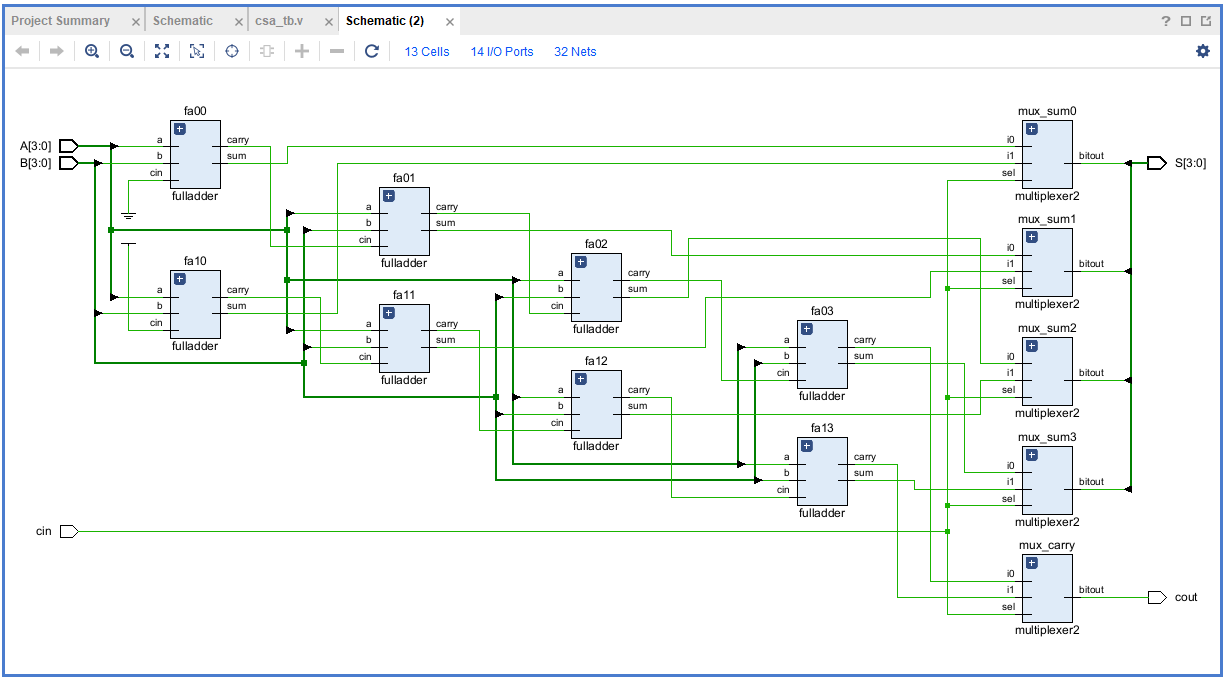 Project Summary × Schematic × csa_tb.v × Schematic (2) × ?
13 Cells 14 I/O Ports 32 Nets
fa00
a
b
cin
carry
sum
fulladder
A[3:0]
B[3:0]
fa10
a
b
cin
carry
sum
fulladder
fa01
a
b
cin
carry
sum
fulladder
fa11
a
b
cin
carry
sum
fulladder
fa02
a
b
cin
carry
sum
fulladder
fa12
a
b
cin
carry
sum
fulladder
fa03
a
b
cin
carry
sum
fulladder
fa13
a
b
cin
carry
sum
fulladder
mux_sum0
i0
i1
sel
bitout
multiplexer2
S[3:0]
mux_sum1
i0
i1
sel
bitout
multiplexer2
mux_sum2
i0
i1
sel
bitout
multiplexer2
mux_sum3
i0
i1
sel
bitout
multiplexer2
cin
mux_carry
i0
i1
sel
bitout
multiplexer2
cout